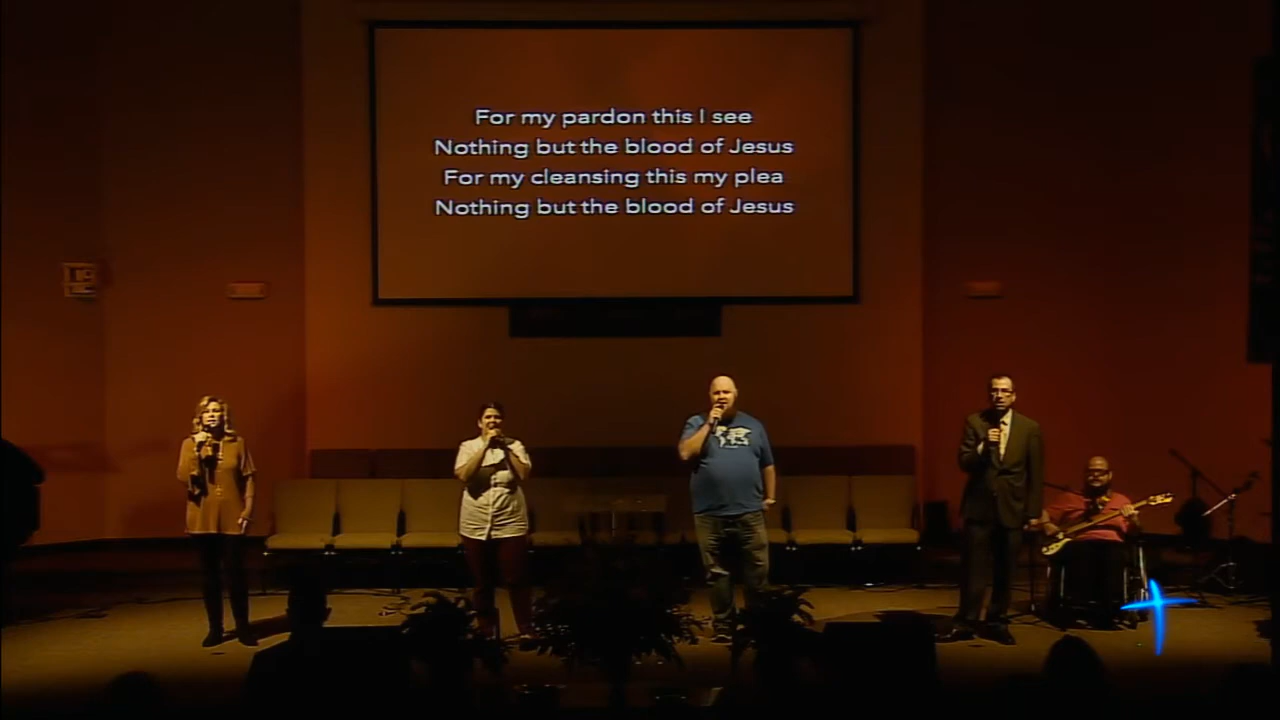 For my pardon this I see
Nothing but the blood of Jesus
For my cleansing this my plea
Nothing but the blood of Jesus